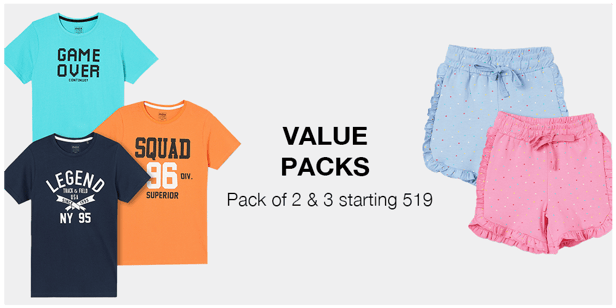 GAME
OVER
CONTINUE?
SQUAD
96 DIV.
SUPERIOR
LEGEND
TRACK & FIELD
USA
NY 95
VALUE
PACKS
Pack of 2 & 3 starting 519